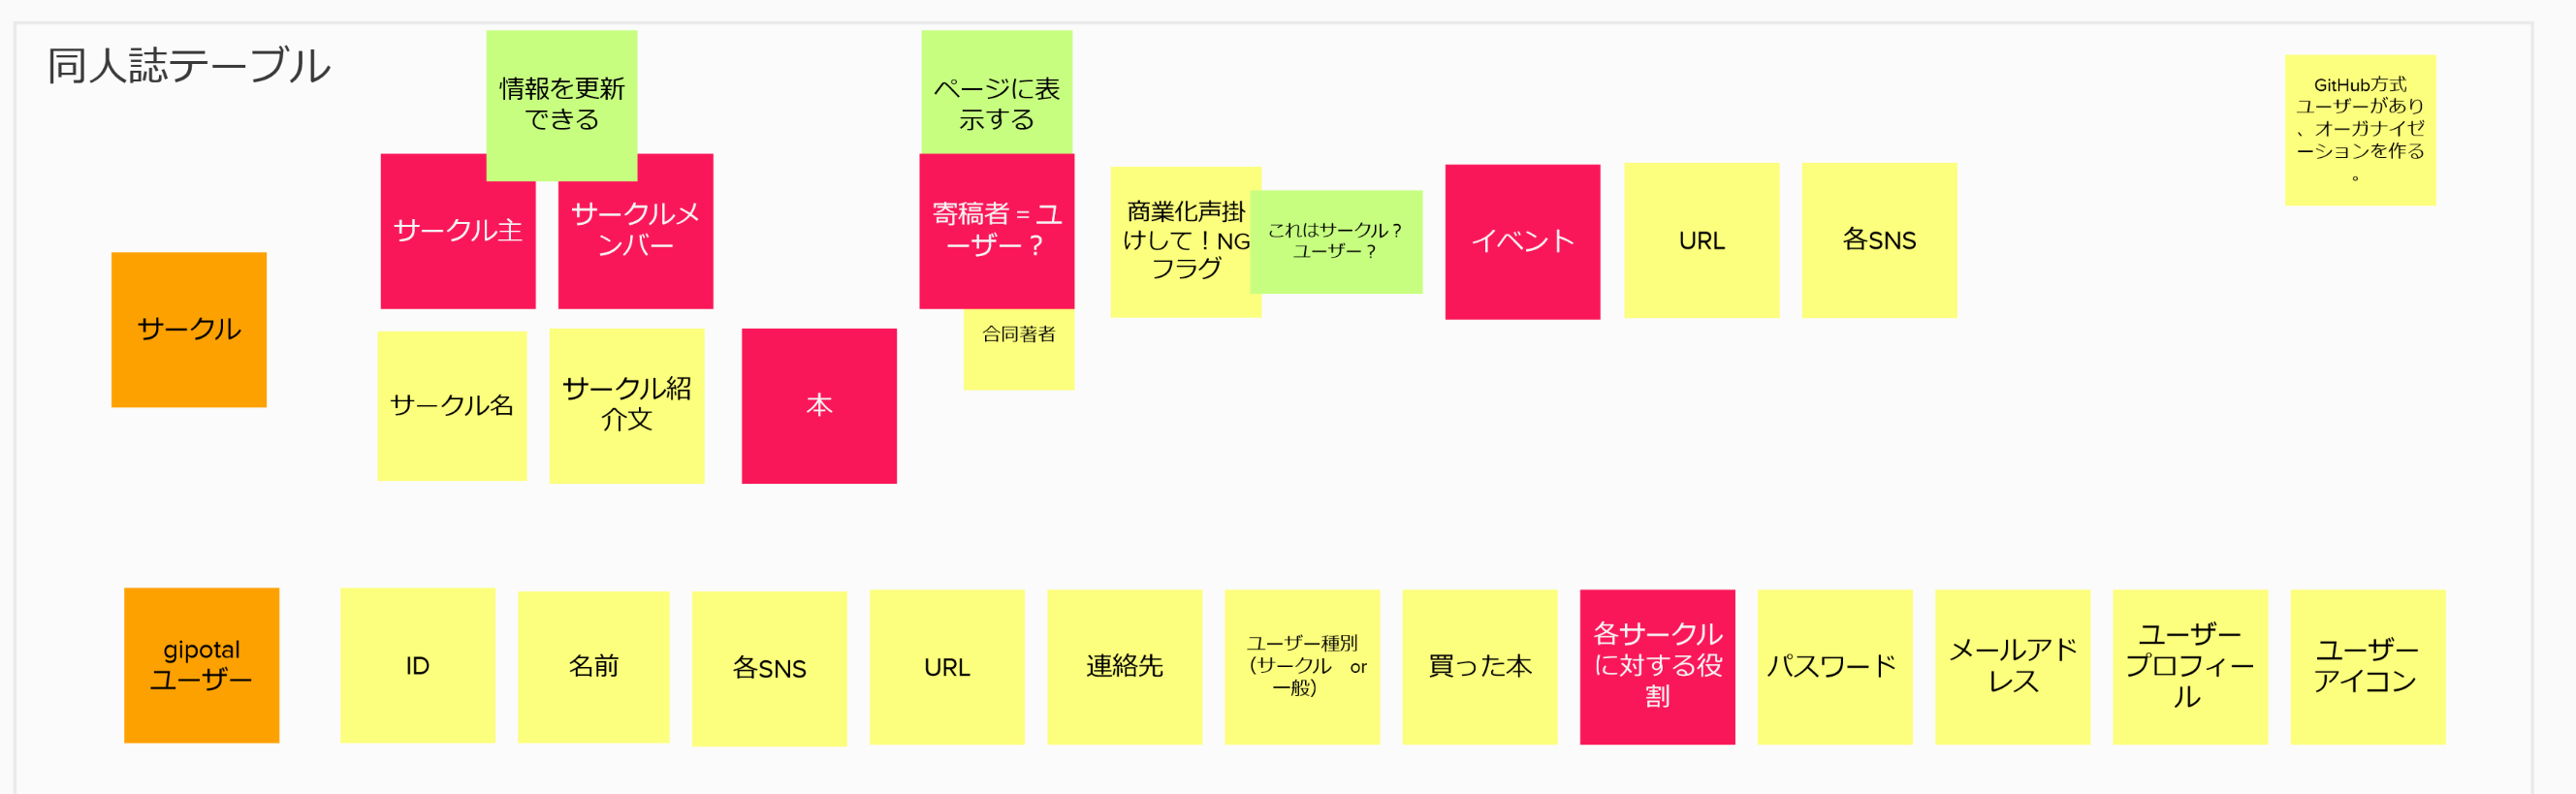 同人誌テーブル
情報を更新
できる
ページに表
示する
GitHub方式
ユーザーがあり
、オーガナイゼ
ーションを作る
。
サークル主
サークルメ
ンバー
寄稿者 = ユ
ーザー？
商業化声掛
けして！NG
フラグ
これはサークル？
ユーザー？
イベント
URL
各SNS
サークル
合同著者
サークル名
サークル紹
介文
本
gipotal
ユーザー
ID
名前
各SNS
URL
連絡先
ユーザー種別
（サークル　or
一般）
買った本
各サークル
に対する役
割
パスワード
メールアド
レス
ユーザー
プロフィー
ル
ユーザー
アイコン